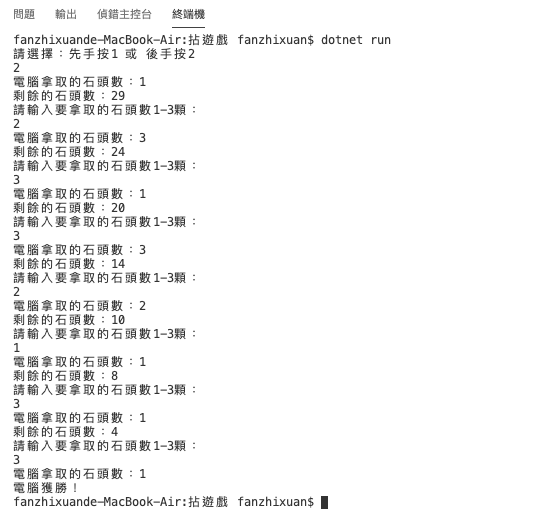 問題 輸出 偵錯主控台 終端機
fanzhixuande-MacBook-Air:拈遊戲 fanzhixuan$ dotnet run
請選擇：先手按1 或 後手按2
2
電腦拿取的石頭數：1
剩餘的石頭數：29
請輸入要拿取的石頭數1-3顆：
2
電腦拿取的石頭數：3
剩餘的石頭數：24
請輸入要拿取的石頭數1-3顆：
3
電腦拿取的石頭數：1
剩餘的石頭數：20
請輸入要拿取的石頭數1-3顆：
3
電腦拿取的石頭數：3
剩餘的石頭數：14
請輸入要拿取的石頭數1-3顆：
2
電腦拿取的石頭數：2
剩餘的石頭數：10
請輸入要拿取的石頭數1-3顆：
1
電腦拿取的石頭數：1
剩餘的石頭數：8
請輸入要拿取的石頭數1-3顆：
3
電腦拿取的石頭數：1
剩餘的石頭數：4
請輸入要拿取的石頭數1-3顆：
3
電腦拿取的石頭數：1
電腦獲勝！
fanzhixuande-MacBook-Air:拈遊戲 fanzhixuan$